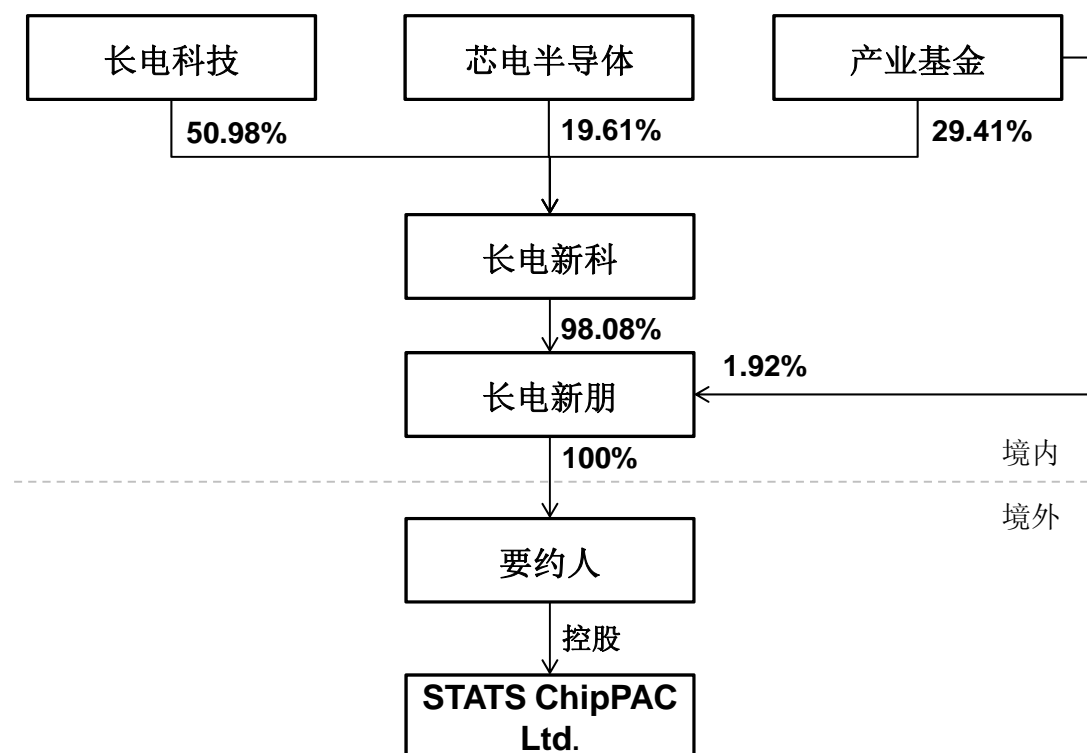 长电科技
芯电半导体
产业基金
50.98%
19.61%
29.41%
长电新科
98.08%
1.92%
长电新朋
100%
境内
境外
要约人
控股
STATS ChipPAC
Ltd.